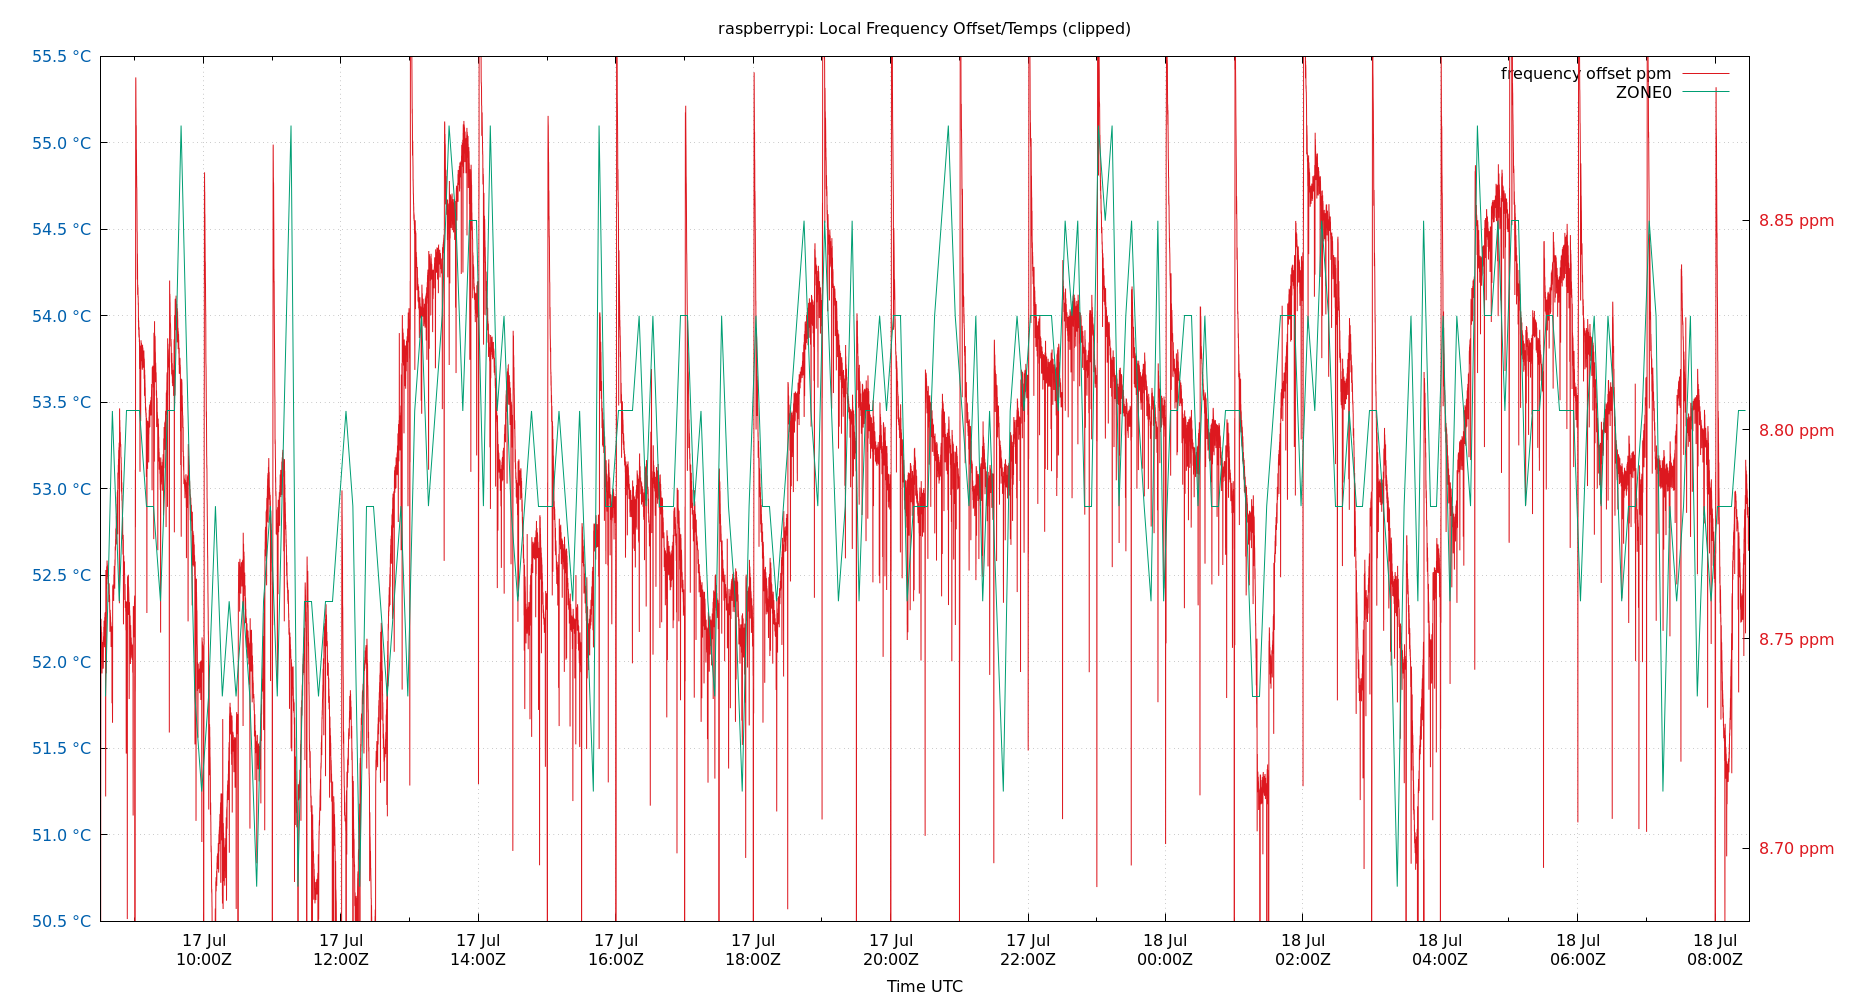 raspberrypi: Local Frequency Offset/Temps (clipped)
frequency offset ppm
ZONE0
55.5 °C
55.0 °C
54.5 °C
54.0 °C
53.5 °C
53.0 °C
52.5 °C
52.0 °C
51.5 °C
51.0 °C
50.5 °C
8.85 ppm
8.80 ppm
8.75 ppm
8.70 ppm
17 Jul
10:00Z
17 Jul
12:00Z
17 Jul
14:00Z
17 Jul
16:00Z
17 Jul
18:00Z
17 Jul
20:00Z
17 Jul
22:00Z
18 Jul
00:00Z
18 Jul
02:00Z
18 Jul
04:00Z
18 Jul
06:00Z
18 Jul
08:00Z
Time UTC